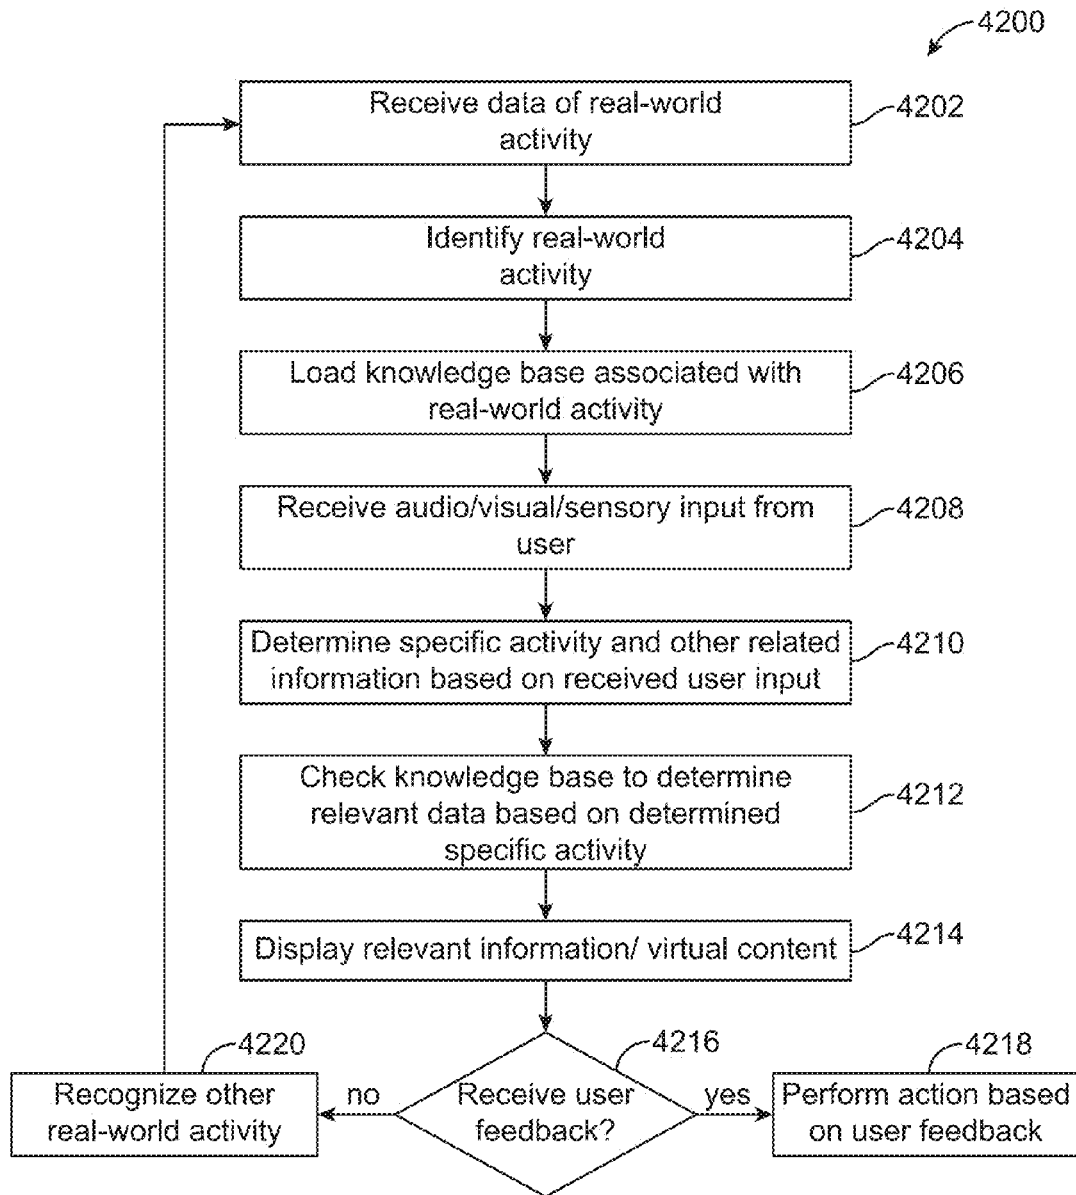 4200
Receive data of real-world
activity
4202
Identify real-world
activity
4204
Load knowledge base associated with
real-world activity
4206
Receive audio/visual/sensory input from
user
4208
Determine specific activity and other related
information based on received user input
4210
Check knowledge base to determine
relevant data based on determined
specific activity
4212
Display relevant information/ virtual content
4214
4220
Recognize other
real-world activity
no
4216
Receive user
feedback?
yes
4218
Perform action based
on user feedback